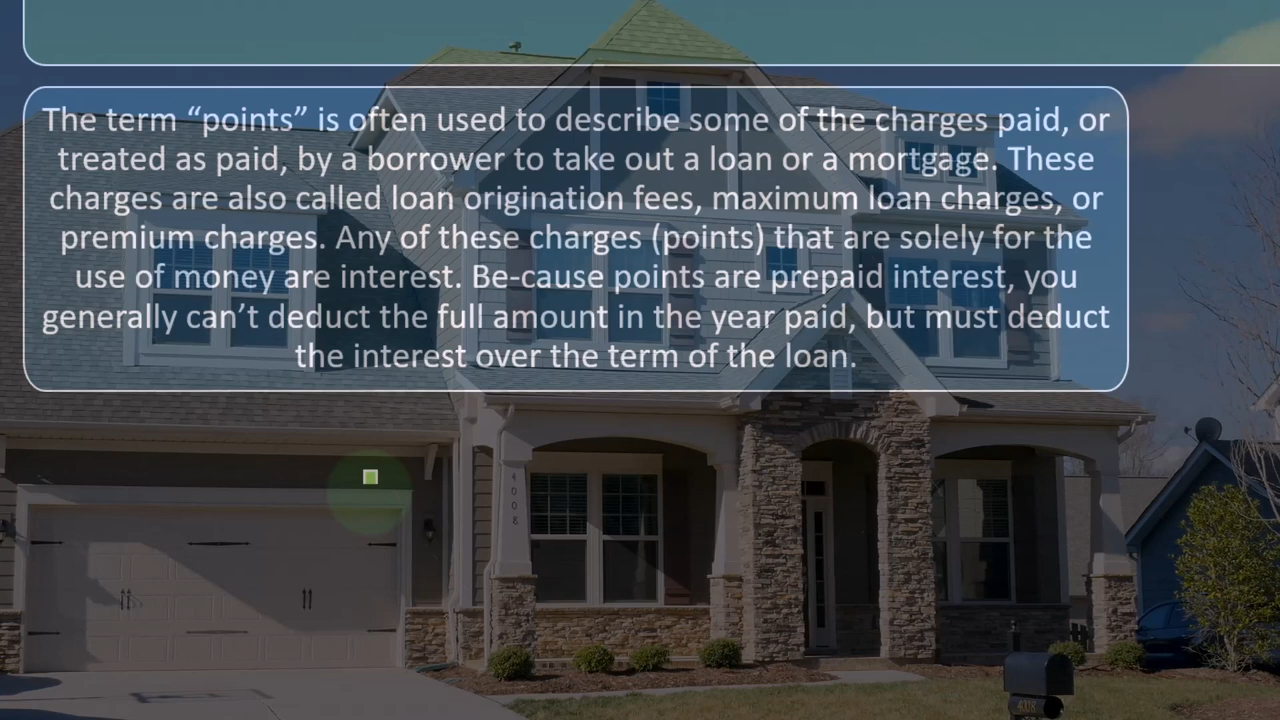 The term “points” is often used to describe some of the charges paid, or
treated as paid, by a borrower to take out a loan or a mortgage. These
charges are also called loan origination fees, maximum loan charges, or
premium charges. Any of these charges (points) that are solely for the
use of money are interest. Be-cause points are prepaid interest, you
generally can’t deduct the full amount in the year paid, but must deduct
the interest over the term of the loan.
4008
4008